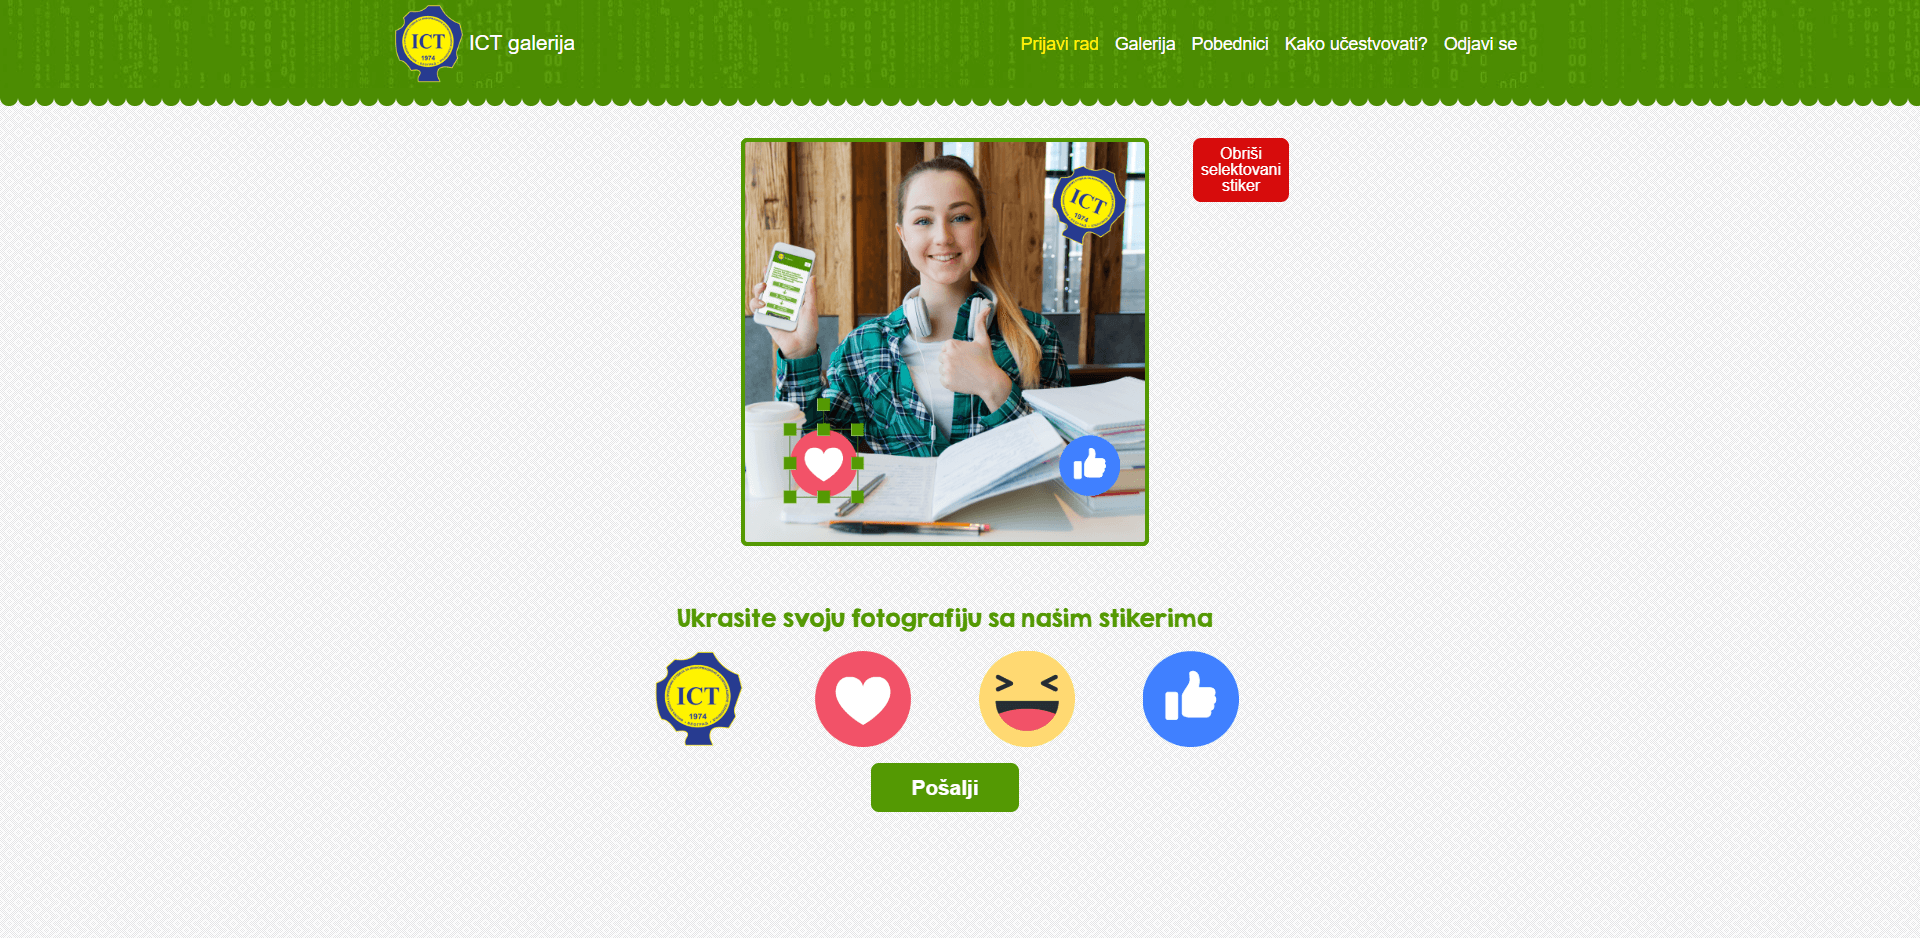 ICT
1974
ICT galerija
Prijavi rad
Galerija
Pobednici
Kako učestvovati?
Odjavi se
ICT
1974
Obriši
selektovani
stiker
Ukrasite svoju fotografiju sa našim stikerima
ICT
1974
Pošalji